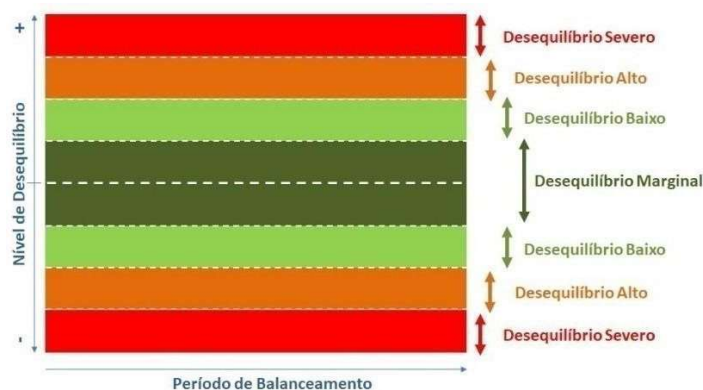 +
Desequilíbrio Severo
Desequilíbrio Alto
Desequilíbrio Baixo
Desequilíbrio Marginal
Desequilíbrio Baixo
Desequilíbrio Alto
Desequilíbrio Severo
-
Nível de Desequilíbrio
Período de Balanceamento